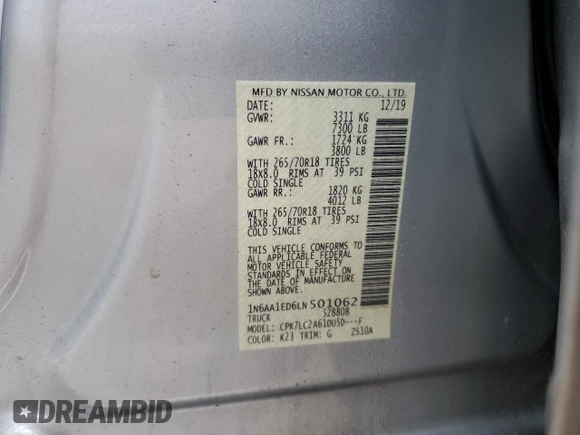 MFD BY NISSAN MOTOR CO., LTD.
DATE: 12/19
GVWR: 3311 KG
7300 LB
GAWR FR.: 1724 KG
3800 LB
WITH 265/70R18 TIRES
18x8.0 RIMS AT 39 PSI
COLD SINGLE
GAWR RR.: 1820 KG
4012 LB
WITH 265/70R18 TIRES
18x8.0 RIMS AT 39 PSI
COLD SINGLE
THIS VEHICLE CONFORMS TO
ALL APPLICABLE FEDERAL
MOTOR VEHICLE SAFETY
STANDARDS IN EFFECT ON
THE DATE OF MANUFACTURE
SHOWN ABOVE.
1N6AA1ED6LN501062
TRUCK S28808
MODEL: CPK7LC2A610U5D---F
COLOR: K23 TRIM: G ZS10A
DREAMBID